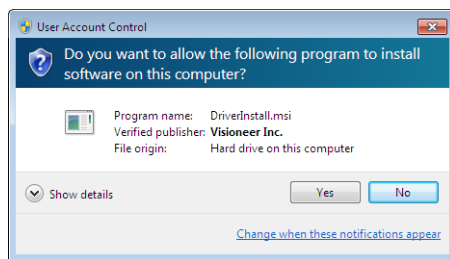 User Account Control
Do you want to allow the following program to install
software on this computer?
Program name: DriverInstall.msi
Verified publisher: Visioneer Inc.
File origin: Hard drive on this computer
Show details
Yes
No
Change when these notifications appear